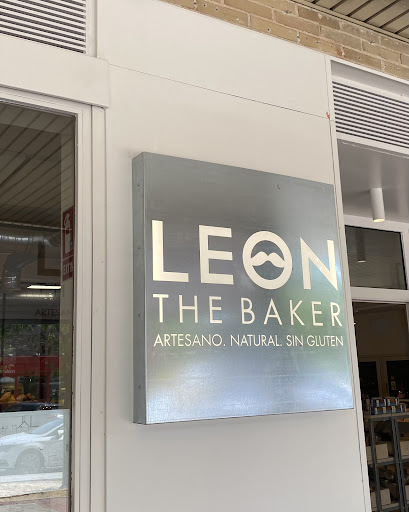 LEON
THE BAKER
ARTESANO. NATURAL. SIN GLUTEN